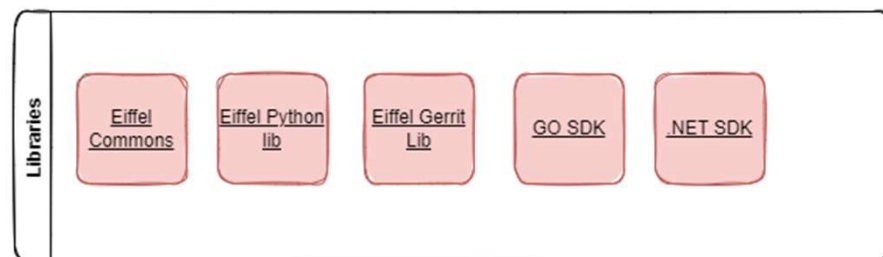 Libraries
Eiffel
Commons
Eiffel Python
lib
Eiffel Gerrit
Lib
GO SDK
.NET SDK